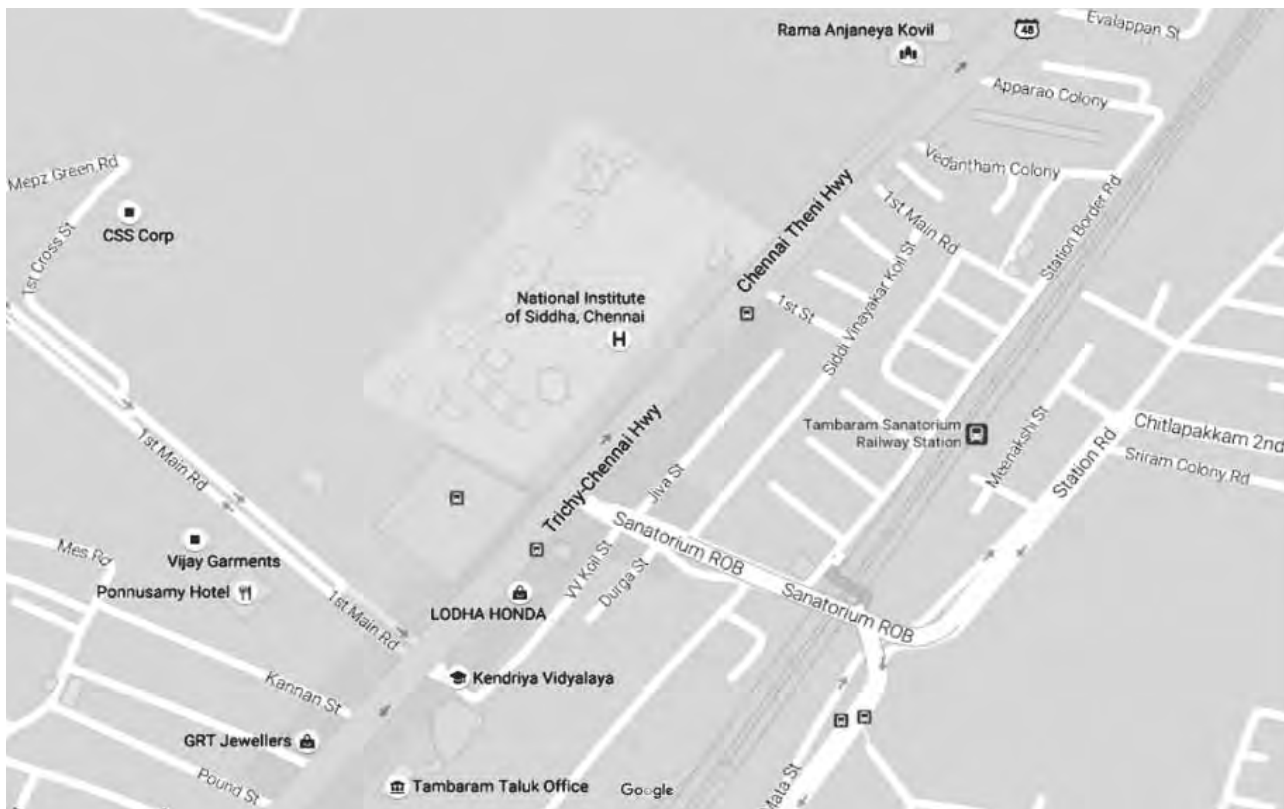 Rama Anjaneya Kovil
48
Evalappan St
Apparao Colony
Mepz Green Rd
Vedantham Colony
CSS Corp
1st Cross St
Chennai Theni Hwy
1st Main Rd
Station Border Rd
National Institute
of Siddha, Chennai
H
1st St
Siddi Vinayakar Koil St
Tambaram Sanatorium
Railway Station
Meenakshi St
Station Rd
Chitlapakkam 2nd
Sriram Colony Rd
1st Main Rd
Trichy-Chennai Hwy
Jiva St
Sanatorium ROB
Mes Rd
Vijay Garments
Ponnusamy Hotel
1st Main Rd
LODHA HONDA
VV Koil St
Durga St
Sanatorium ROB
Kendriya Vidyalaya
Kannan St
GRT Jewellers
Pound St
Tambaram Taluk Office
Google
Mata St